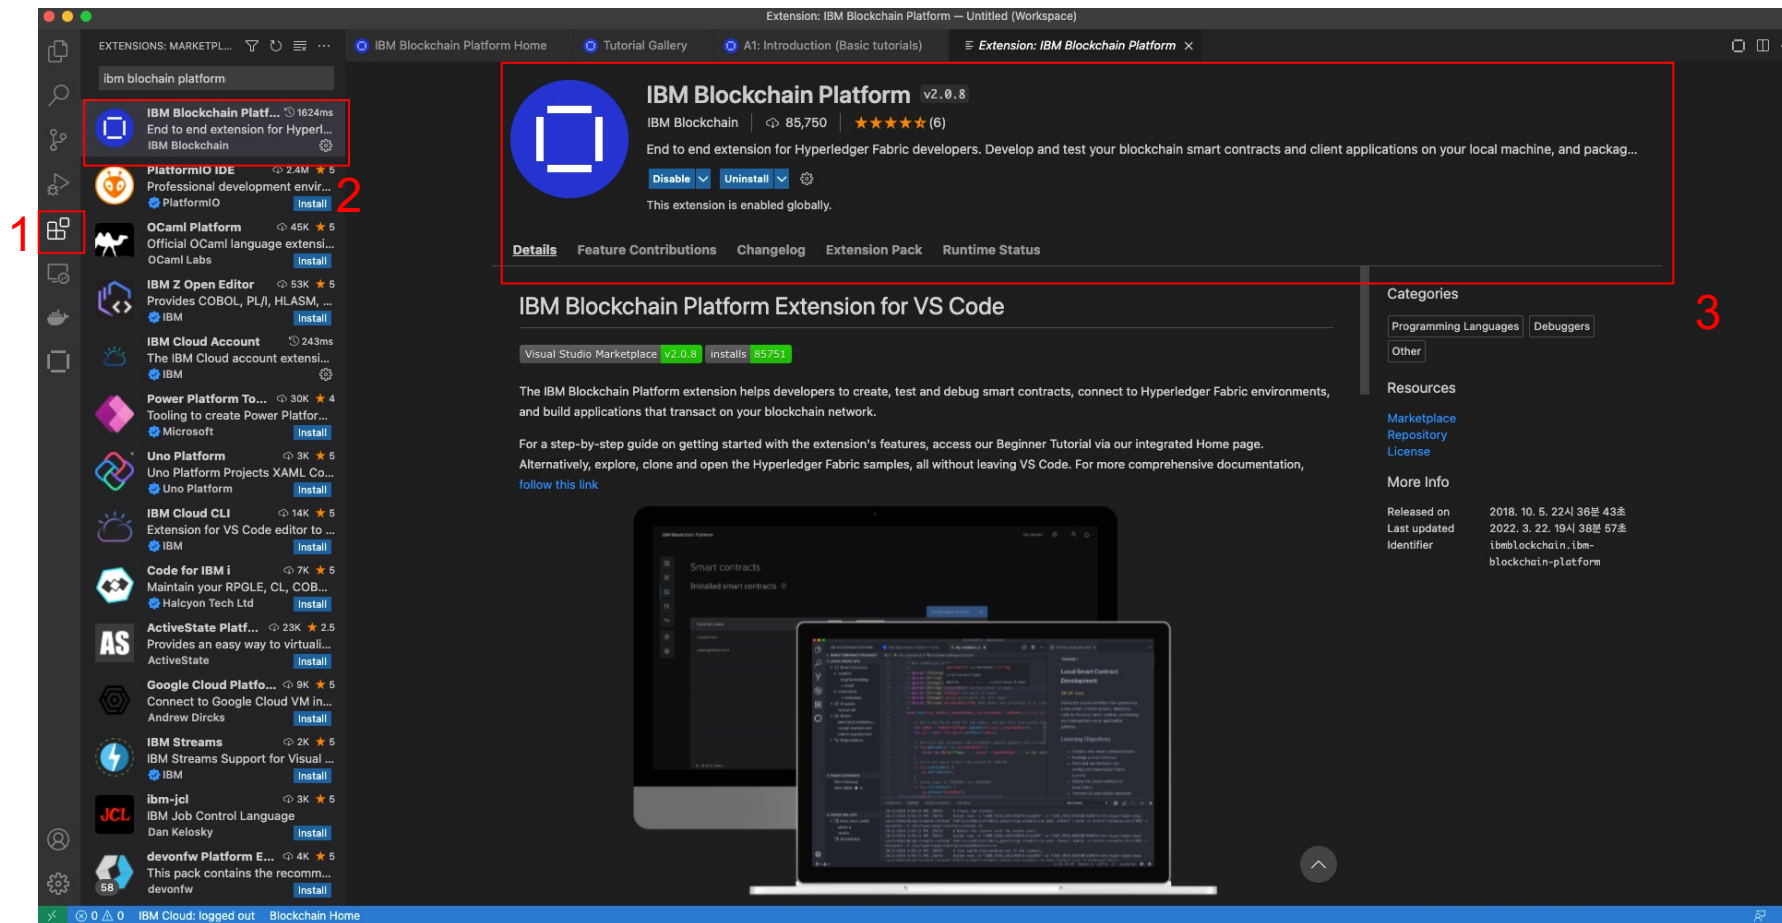 Extension: IBM Blockchain Platform — Untitled (Workspace)
EXTENSIONS: MARKETPL...
IBM Blockchain Platform Home
Tutorial Gallery
A1: Introduction (Basic tutorials)
Extension: IBM Blockchain Platform
ibm blochain platform
IBM Blockchain Platf... 1624ms
End to end extension for Hyperl...
IBM Blockchain
PlatformIO IDE 2.4M ★ 5
Professional development envir...
PlatformIO Install
OCaml Platform 45K ★ 5
Official OCaml language extensi...
OCaml Labs Install
IBM Z Open Editor 53K ★ 5
Provides COBOL, PL/I, HLASM, ...
IBM Install
IBM Cloud Account 243ms
The IBM Cloud account extensi...
IBM
Power Platform To... 30K ★ 4
Tooling to create Power Platfor...
Microsoft Install
Uno Platform 3K ★ 5
Uno Platform Projects XAML Co...
Uno Platform Install
IBM Cloud CLI 14K ★ 5
Extension for VS Code editor to ...
IBM Install
Code for IBM i 7K ★ 5
Maintain your RPGLE, CL, COB...
Halcyon Tech Ltd Install
AS
ActiveState Platf... 23K ★ 2.5
Provides an easy way to virtuali...
ActiveState Install
Google Cloud Platfo... 9K ★ 5
Connect to Google Cloud VM in...
Andrew Dircks Install
IBM Streams 2K ★ 5
IBM Streams Support for Visual ...
IBM Install
JCL
ibm-jcl 3K ★ 5
IBM Job Control Language
Dan Kelosky Install
devonfw Platform E... 4K ★ 5
This pack contains the recomm...
58
devonfw Install
1
2
3
IBM Blockchain Platform v2.0.8
IBM Blockchain 85,750 ★★★★★ (6)
End to end extension for Hyperledger Fabric developers. Develop and test your blockchain smart contracts and client applications on your local machine, and packag...
Disable Uninstall
This extension is enabled globally.
Details Feature Contributions Changelog Extension Pack Runtime Status
IBM Blockchain Platform Extension for VS Code
Visual Studio Marketplace v2.0.8 installs 85751
The IBM Blockchain Platform extension helps developers to create, test and debug smart contracts, connect to Hyperledger Fabric environments,
and build applications that transact on your blockchain network.
For a step-by-step guide on getting started with the extension's features, access our Beginner Tutorial via our integrated Home page.
Alternatively, explore, clone and open the Hyperledger Fabric samples, all without leaving VS Code. For more comprehensive documentation,
follow this link
Smart contracts
Installed smart contracts
Local Smart Contract
Development
Learning Objectives
Categories
Programming Languages Debuggers
Other
Resources
Marketplace
Repository
License
More Info
Released on 2018. 10. 5. 22시 36분 43초
Last updated 2022. 3. 22. 19시 38분 57초
Identifier ibmblockchain.ibm-
blockchain-platform
0 0 IBM Cloud: logged out Blockchain Home